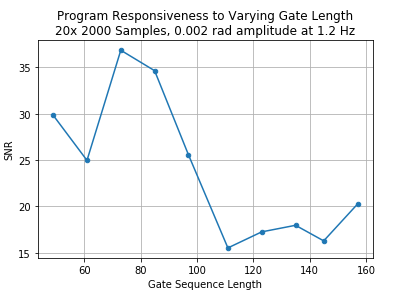 Program Responsiveness to Varying Gate Length
20x 2000 Samples, 0.002 rad amplitude at 1.2 Hz
35
30
25
20
15
SNR
60
80
100
120
140
160
Gate Sequence Length